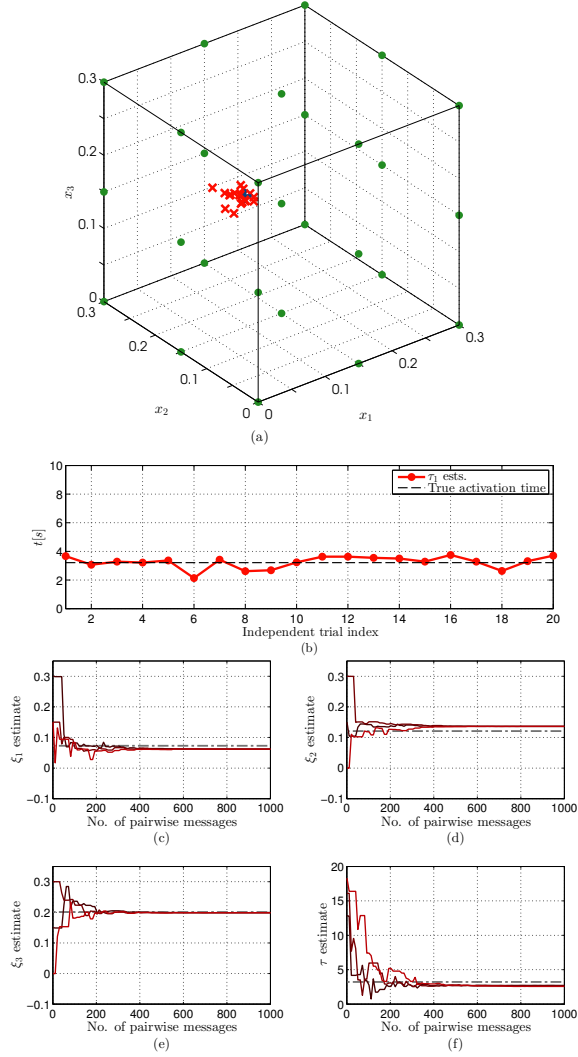 0.3
0.2
0.1
0
x3
0.3
0.2
0.1
0
x2
0
0.1
0.2
0.3
x1
(a)
10
8
6
4
2
0
t[s]
τ1 ests.
True activation time
2 4 6 8 10 12 14 16 18 20
Independent trial index
(b)
0.3
0.2
0.1
0
−0.1
ξ1 estimate
0 200 400 600 800 1000
No. of pairwise messages
(c)
0.3
0.2
0.1
0
−0.1
ξ2 estimate
0 200 400 600 800 1000
No. of pairwise messages
(d)
0.3
0.2
0.1
0
−0.1
ξ3 estimate
0 200 400 600 800 1000
No. of pairwise messages
(e)
20
15
10
5
0
τ estimate
0 200 400 600 800 1000
No. of pairwise messages
(f)